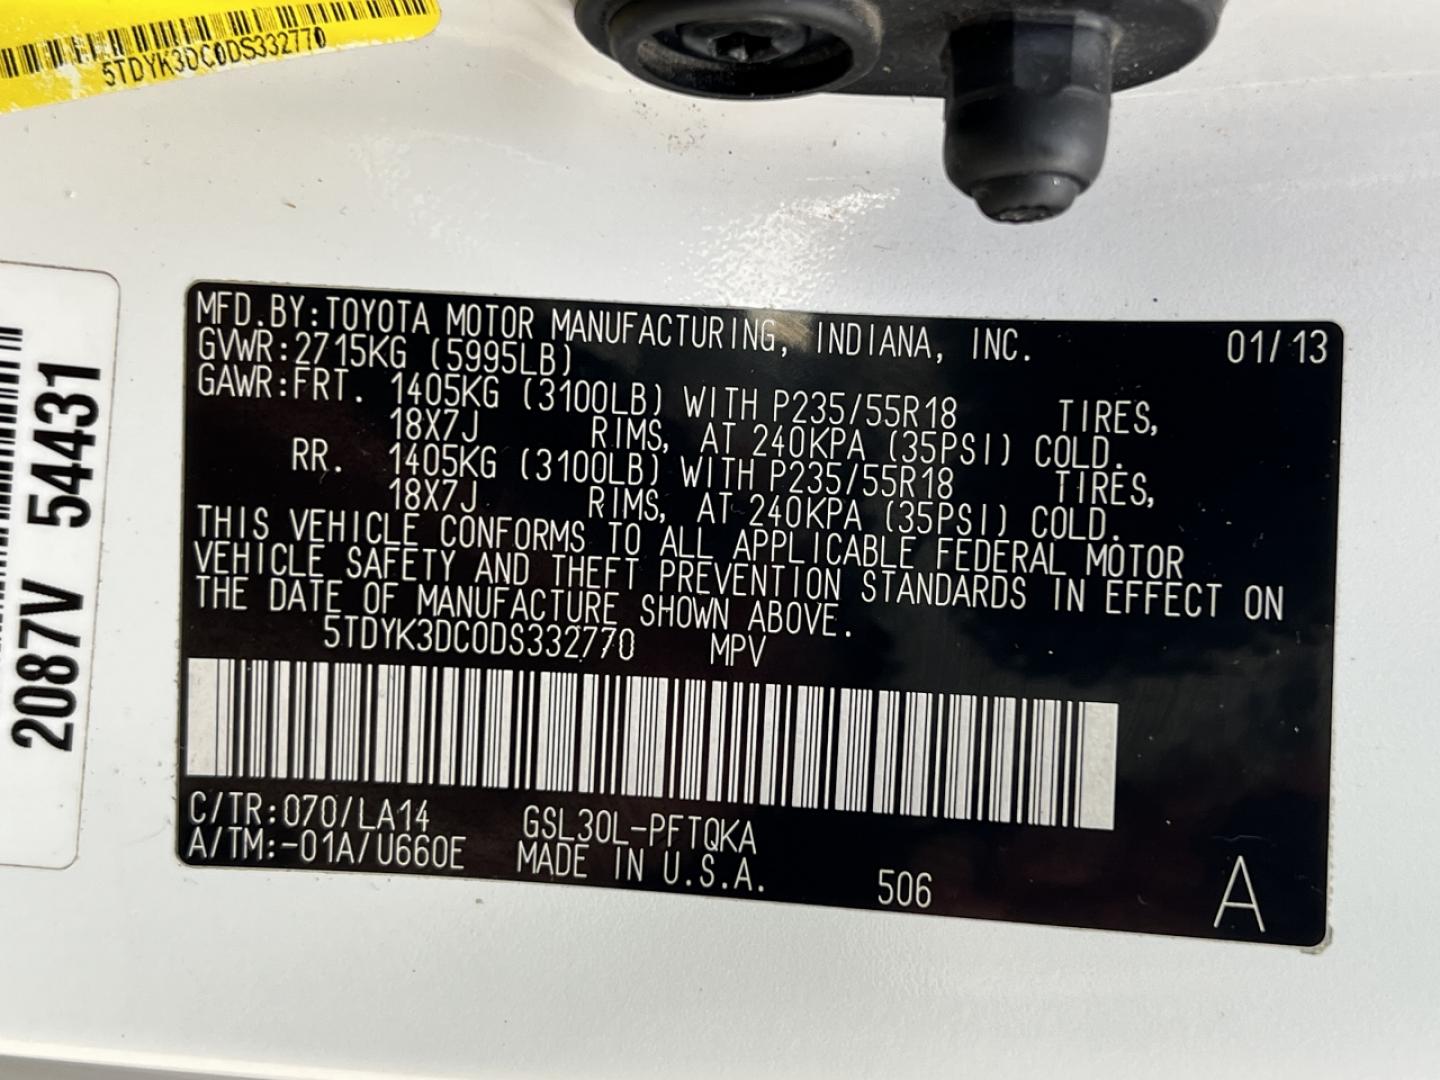 5TDYK3DC0DS332770
2087V 54431
MFD.BY:TOYOTA MOTOR MANUFACTURING, INDIANA, INC. 01/13
GVWR:2715KG (5995LB)
GAWR:FRT. 1405KG (3100LB) WITH P235/55R18 TIRES,
18X7J RIMS, AT 240KPA (35PSI) COLD.
RR. 1405KG (3100LB) WITH P235/55R18 TIRES,
18X7J RIMS, AT 240KPA (35PSI) COLD.
THIS VEHICLE CONFORMS TO ALL APPLICABLE FEDERAL MOTOR
VEHICLE SAFETY AND THEFT PREVENTION STANDARDS IN EFFECT ON
THE DATE OF MANUFACTURE SHOWN ABOVE.
5TDYK3DC0DS332770 MPV
C/TR:070/LA14 GSL30L-PFTQKA
A/TM:-01A/U660E MADE IN U.S.A. 506 A